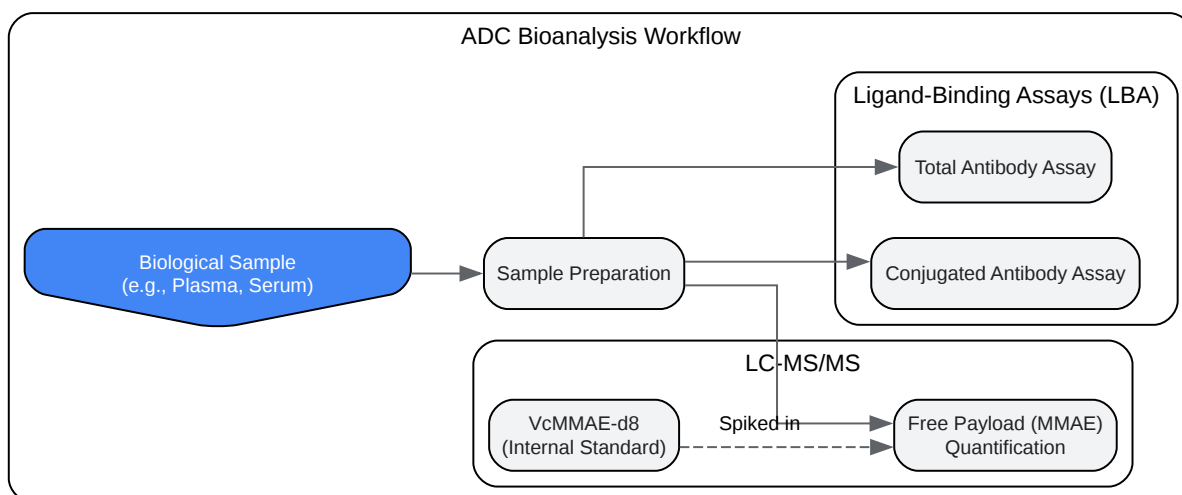 ADC Bioanalysis Workflow
Ligand-Binding Assays (LBA)
Total Antibody Assay
Biological Sample
(e.g., Plasma, Serum)
Sample Preparation
Conjugated Antibody Assay
LC-MS/MS
VcMMAE-d8
(Internal Standard)
Spiked in
Free Payload (MMAE)
Quantification